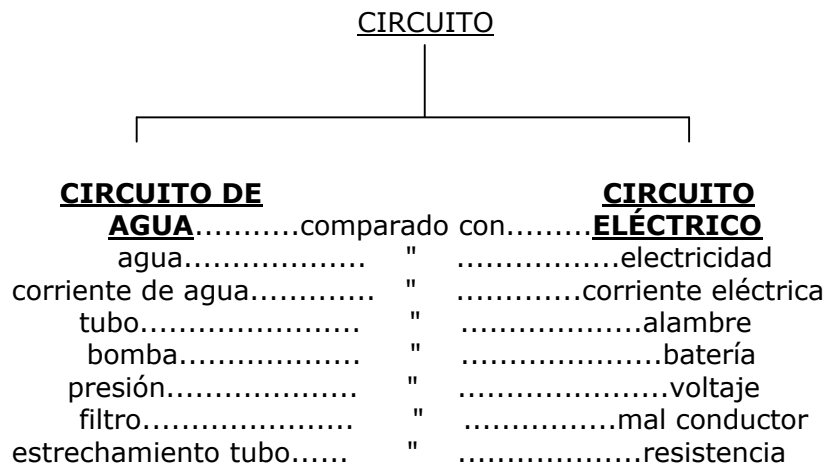 CIRCUITO
CIRCUITO DE CIRCUITO
AGUA...........comparado con.........ELÉCTRICO
agua................... " .................electricidad
corriente de agua............. " .............corriente eléctrica
tubo....................... " ...................alambre
bomba................... " .....................batería
presión.................... " ......................voltaje
filtro...................... " ................mal conductor
estrechamiento tubo...... " ...................resistencia